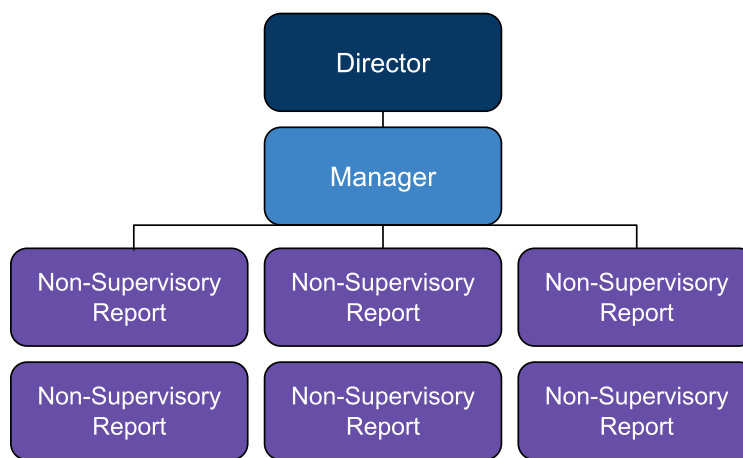 Director
Manager
Non-Supervisory
Report
Non-Supervisory
Report
Non-Supervisory
Report
Non-Supervisory
Report
Non-Supervisory
Report
Non-Supervisory
Report